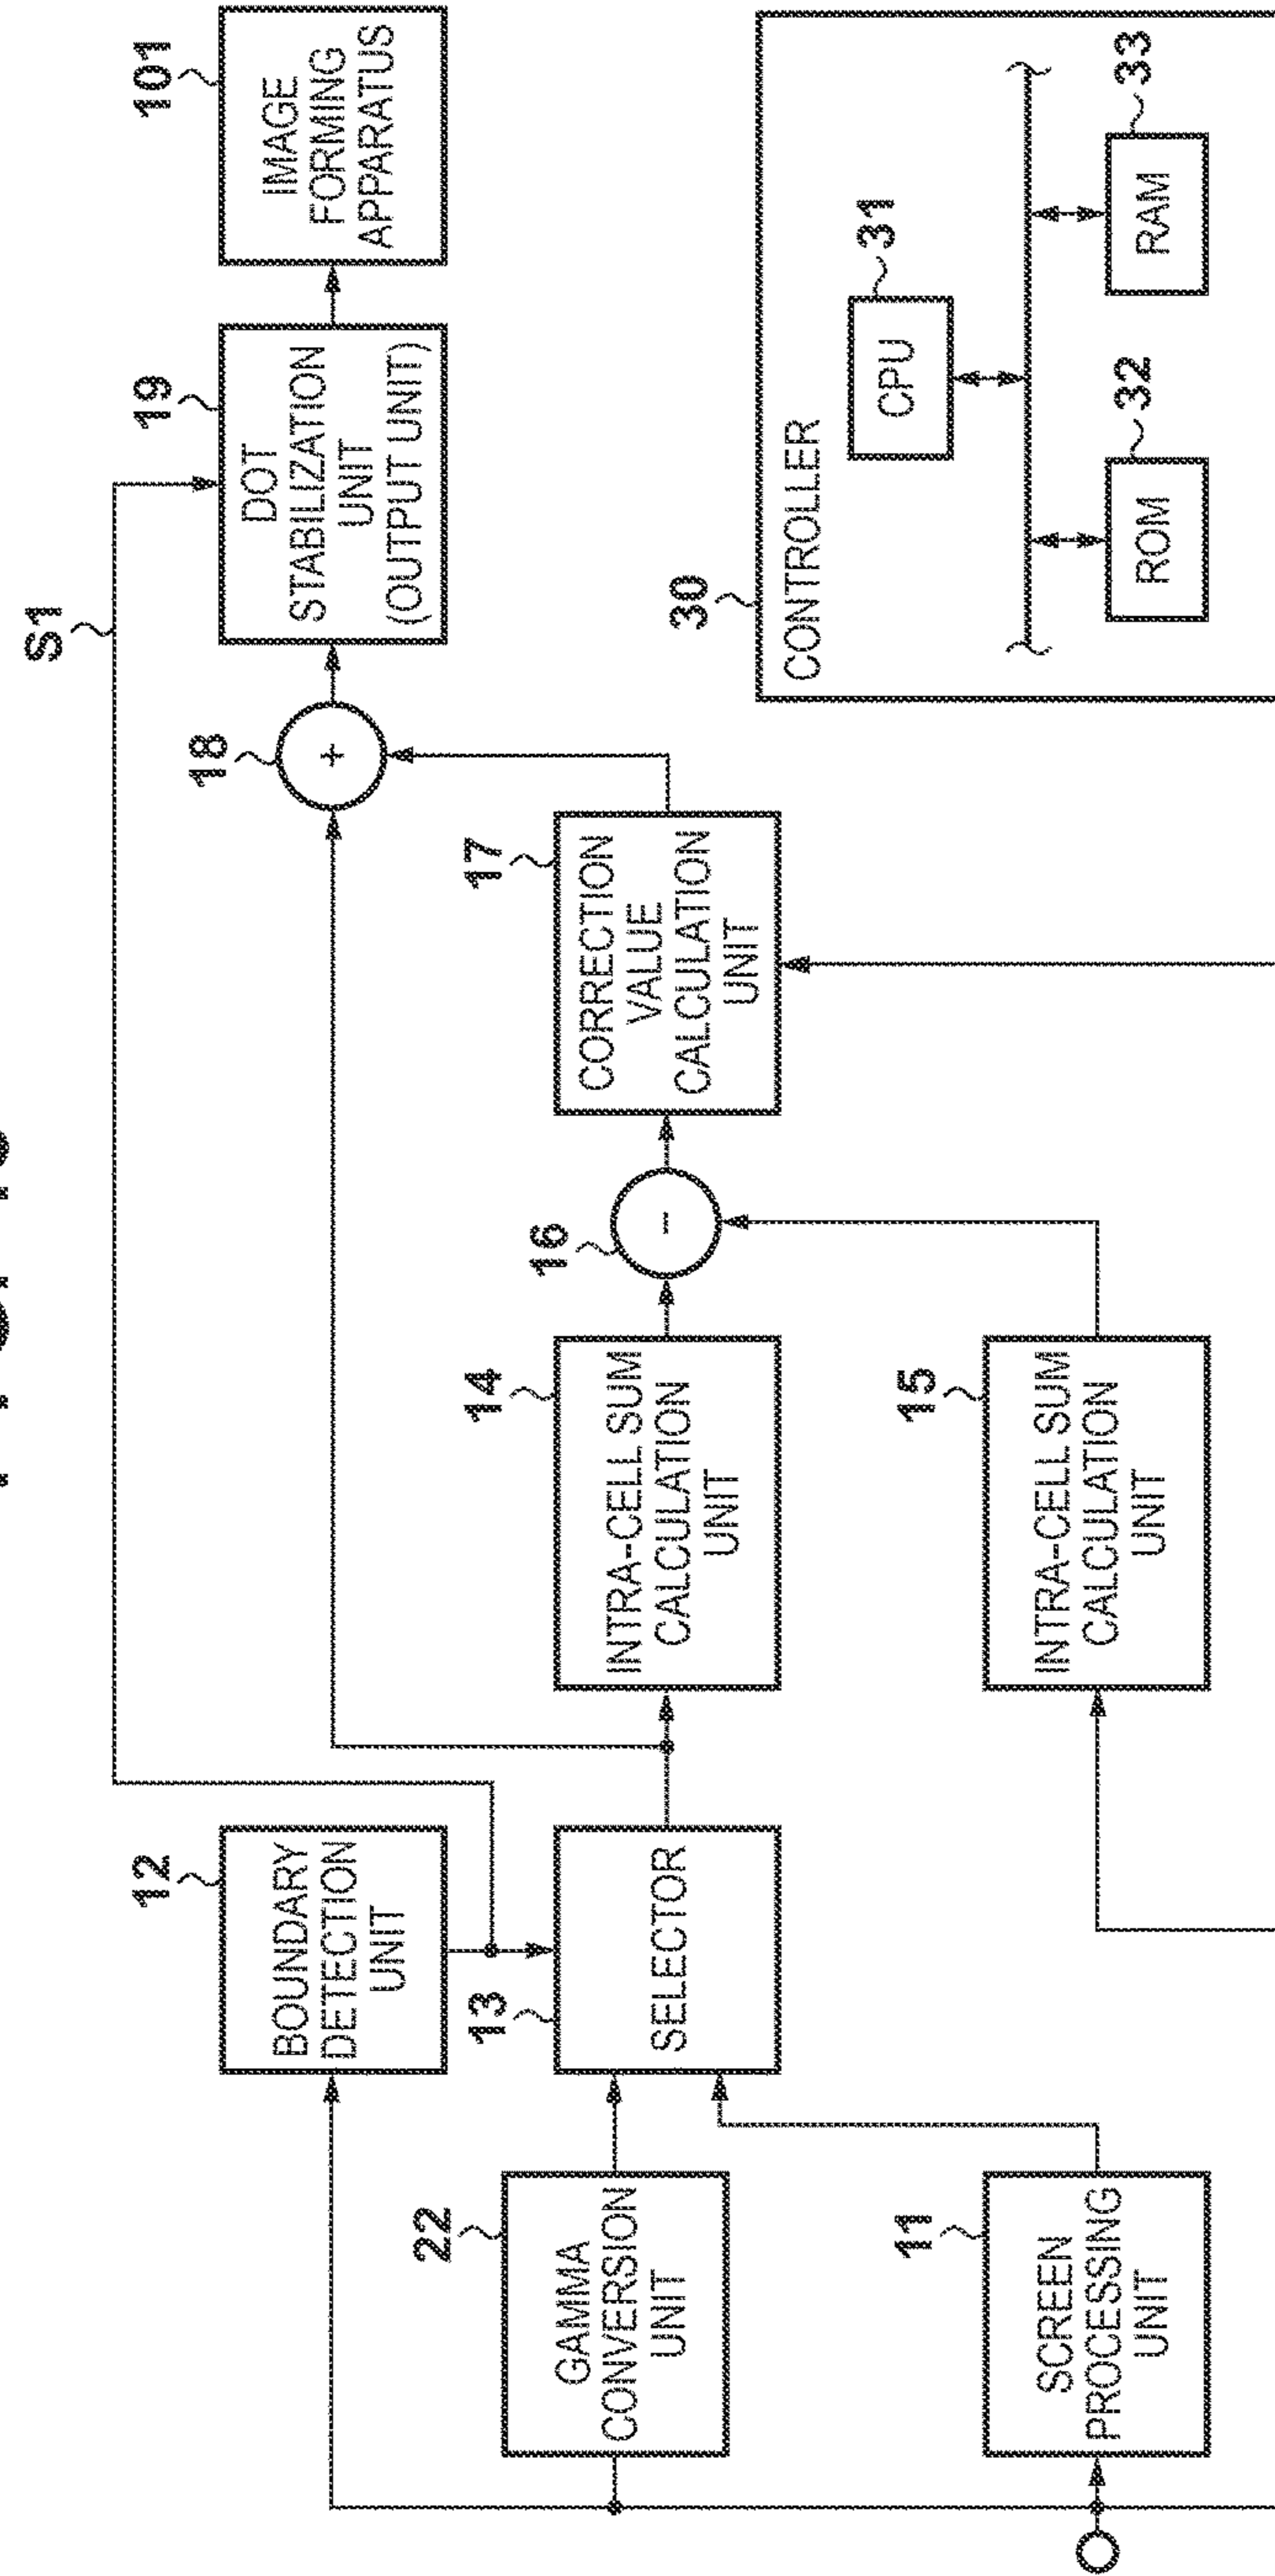 S1
12
BOUNDARY
DETECTION
UNIT
19
DOT
STABILIZATION
UNIT
(OUTPUT UNIT)
101
IMAGE
FORMING
APPARATUS
18
+
22
GAMMA
CONVERSION
UNIT
13
SELECTOR
14
INTRA-CELL SUM
CALCULATION
UNIT
16
-
17
CORRECTION
VALUE
CALCULATION
UNIT
11
SCREEN
PROCESSING
UNIT
15
INTRA-CELL SUM
CALCULATION
UNIT
30
CONTROLLER
31
CPU
32
ROM
33
RAM